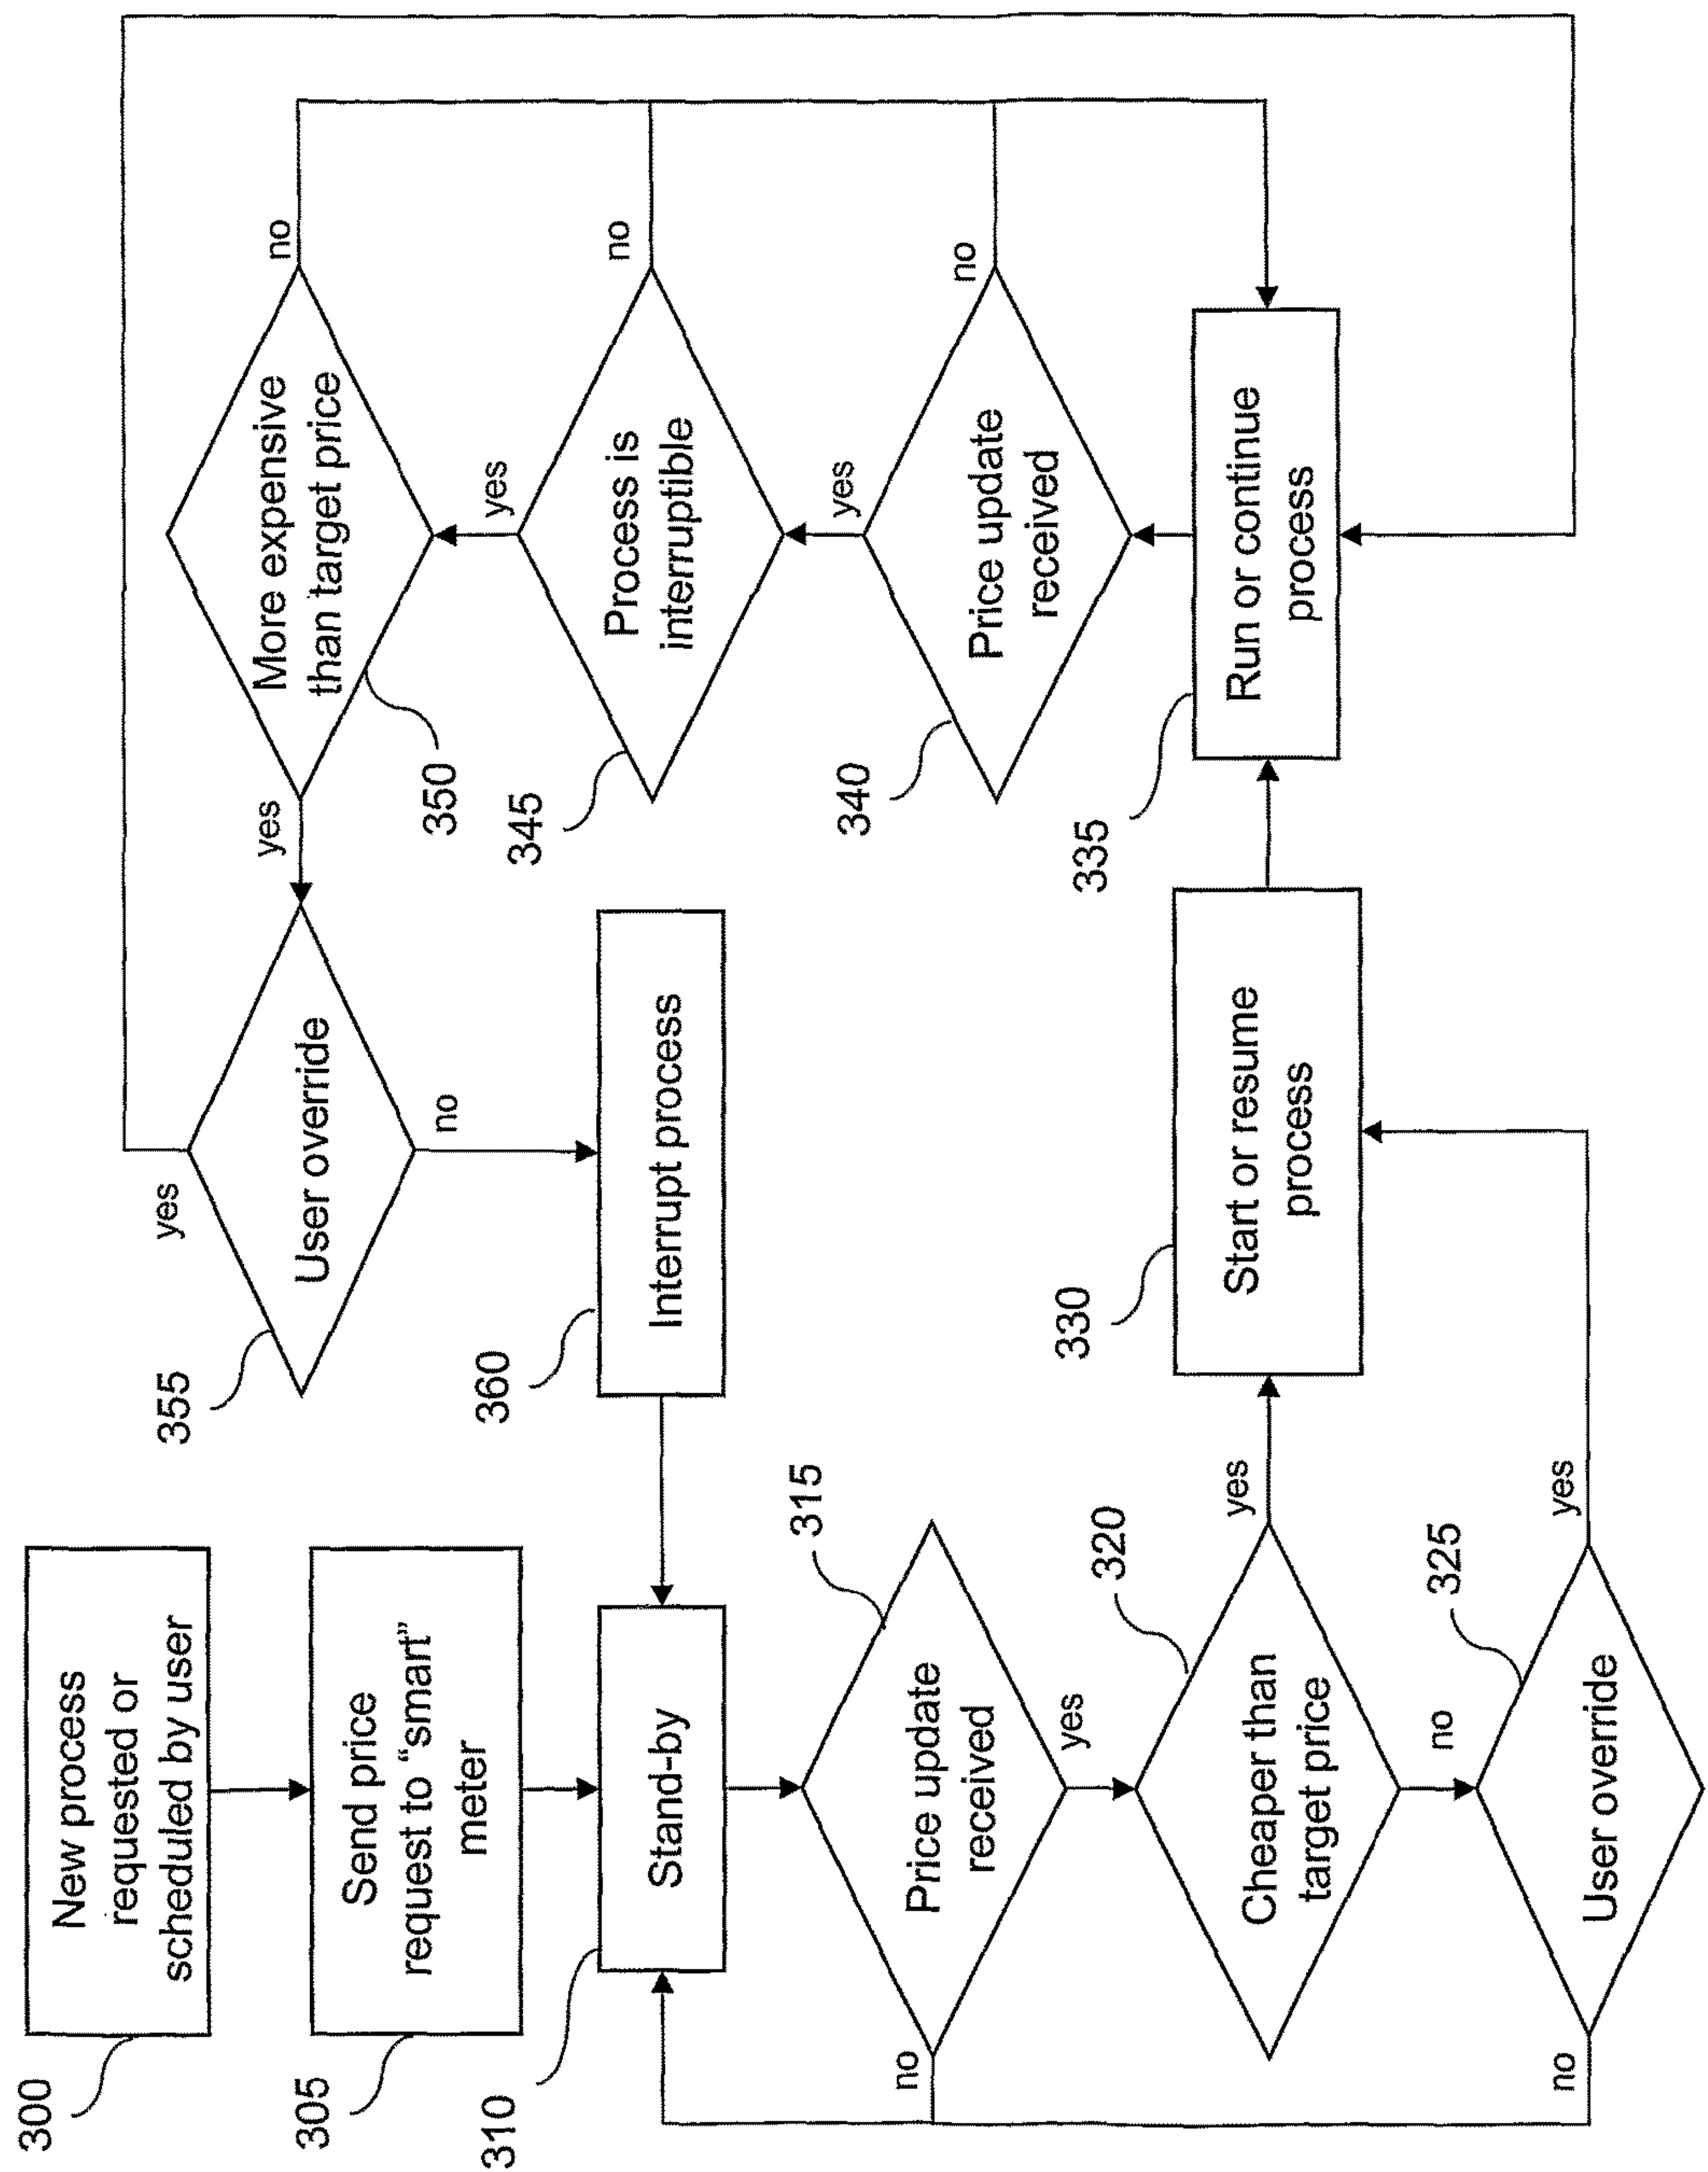 300
New process
requested or
scheduled by user
305
Send price
request to “smart”
meter
310
Stand-by
315
Price update
received
no
yes
320
Cheaper than
target price
yes
no
325
User override
no
yes
330
Start or resume
process
335
Run or continue
process
340
Price update
received
no
yes
345
Process is
interruptible
no
yes
350
More expensive
than target price
no
yes
355
User override
yes
no
360
Interrupt process